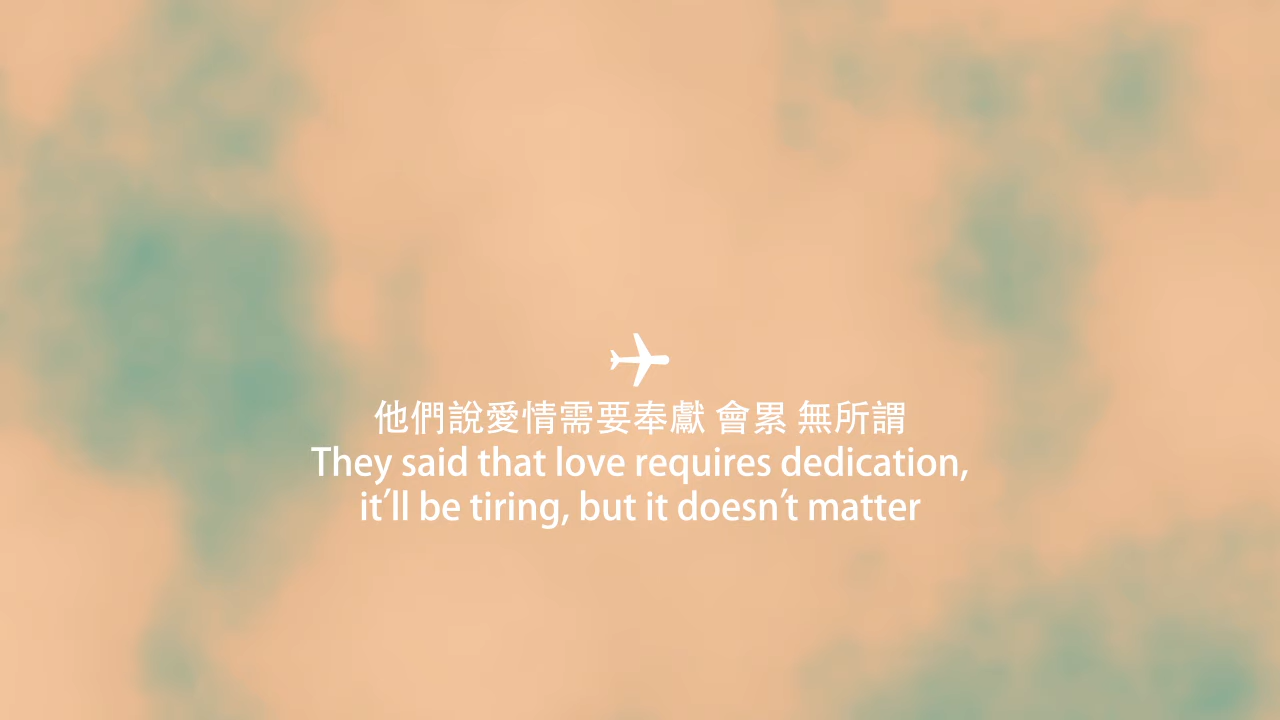 他們說愛情需要奉獻 會累 無所謂
They said that love requires dedication,
it’ll be tiring, but it doesn’t matter